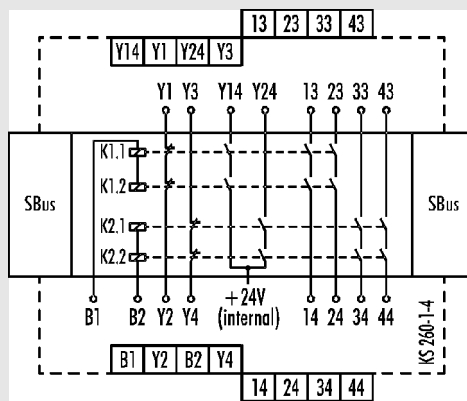 13 23 33 43
Y14 Y1 Y24 Y3
Y1 Y3 Y14 Y24 13 23 33 43
K1.1
K1.2
SBus
SBus
K2.1
K2.2
+24V
(internal)
B1 B2 Y2 Y4 14 24 34 44
KS 260-1-4
B1 Y2 B2 Y4
14 24 34 44